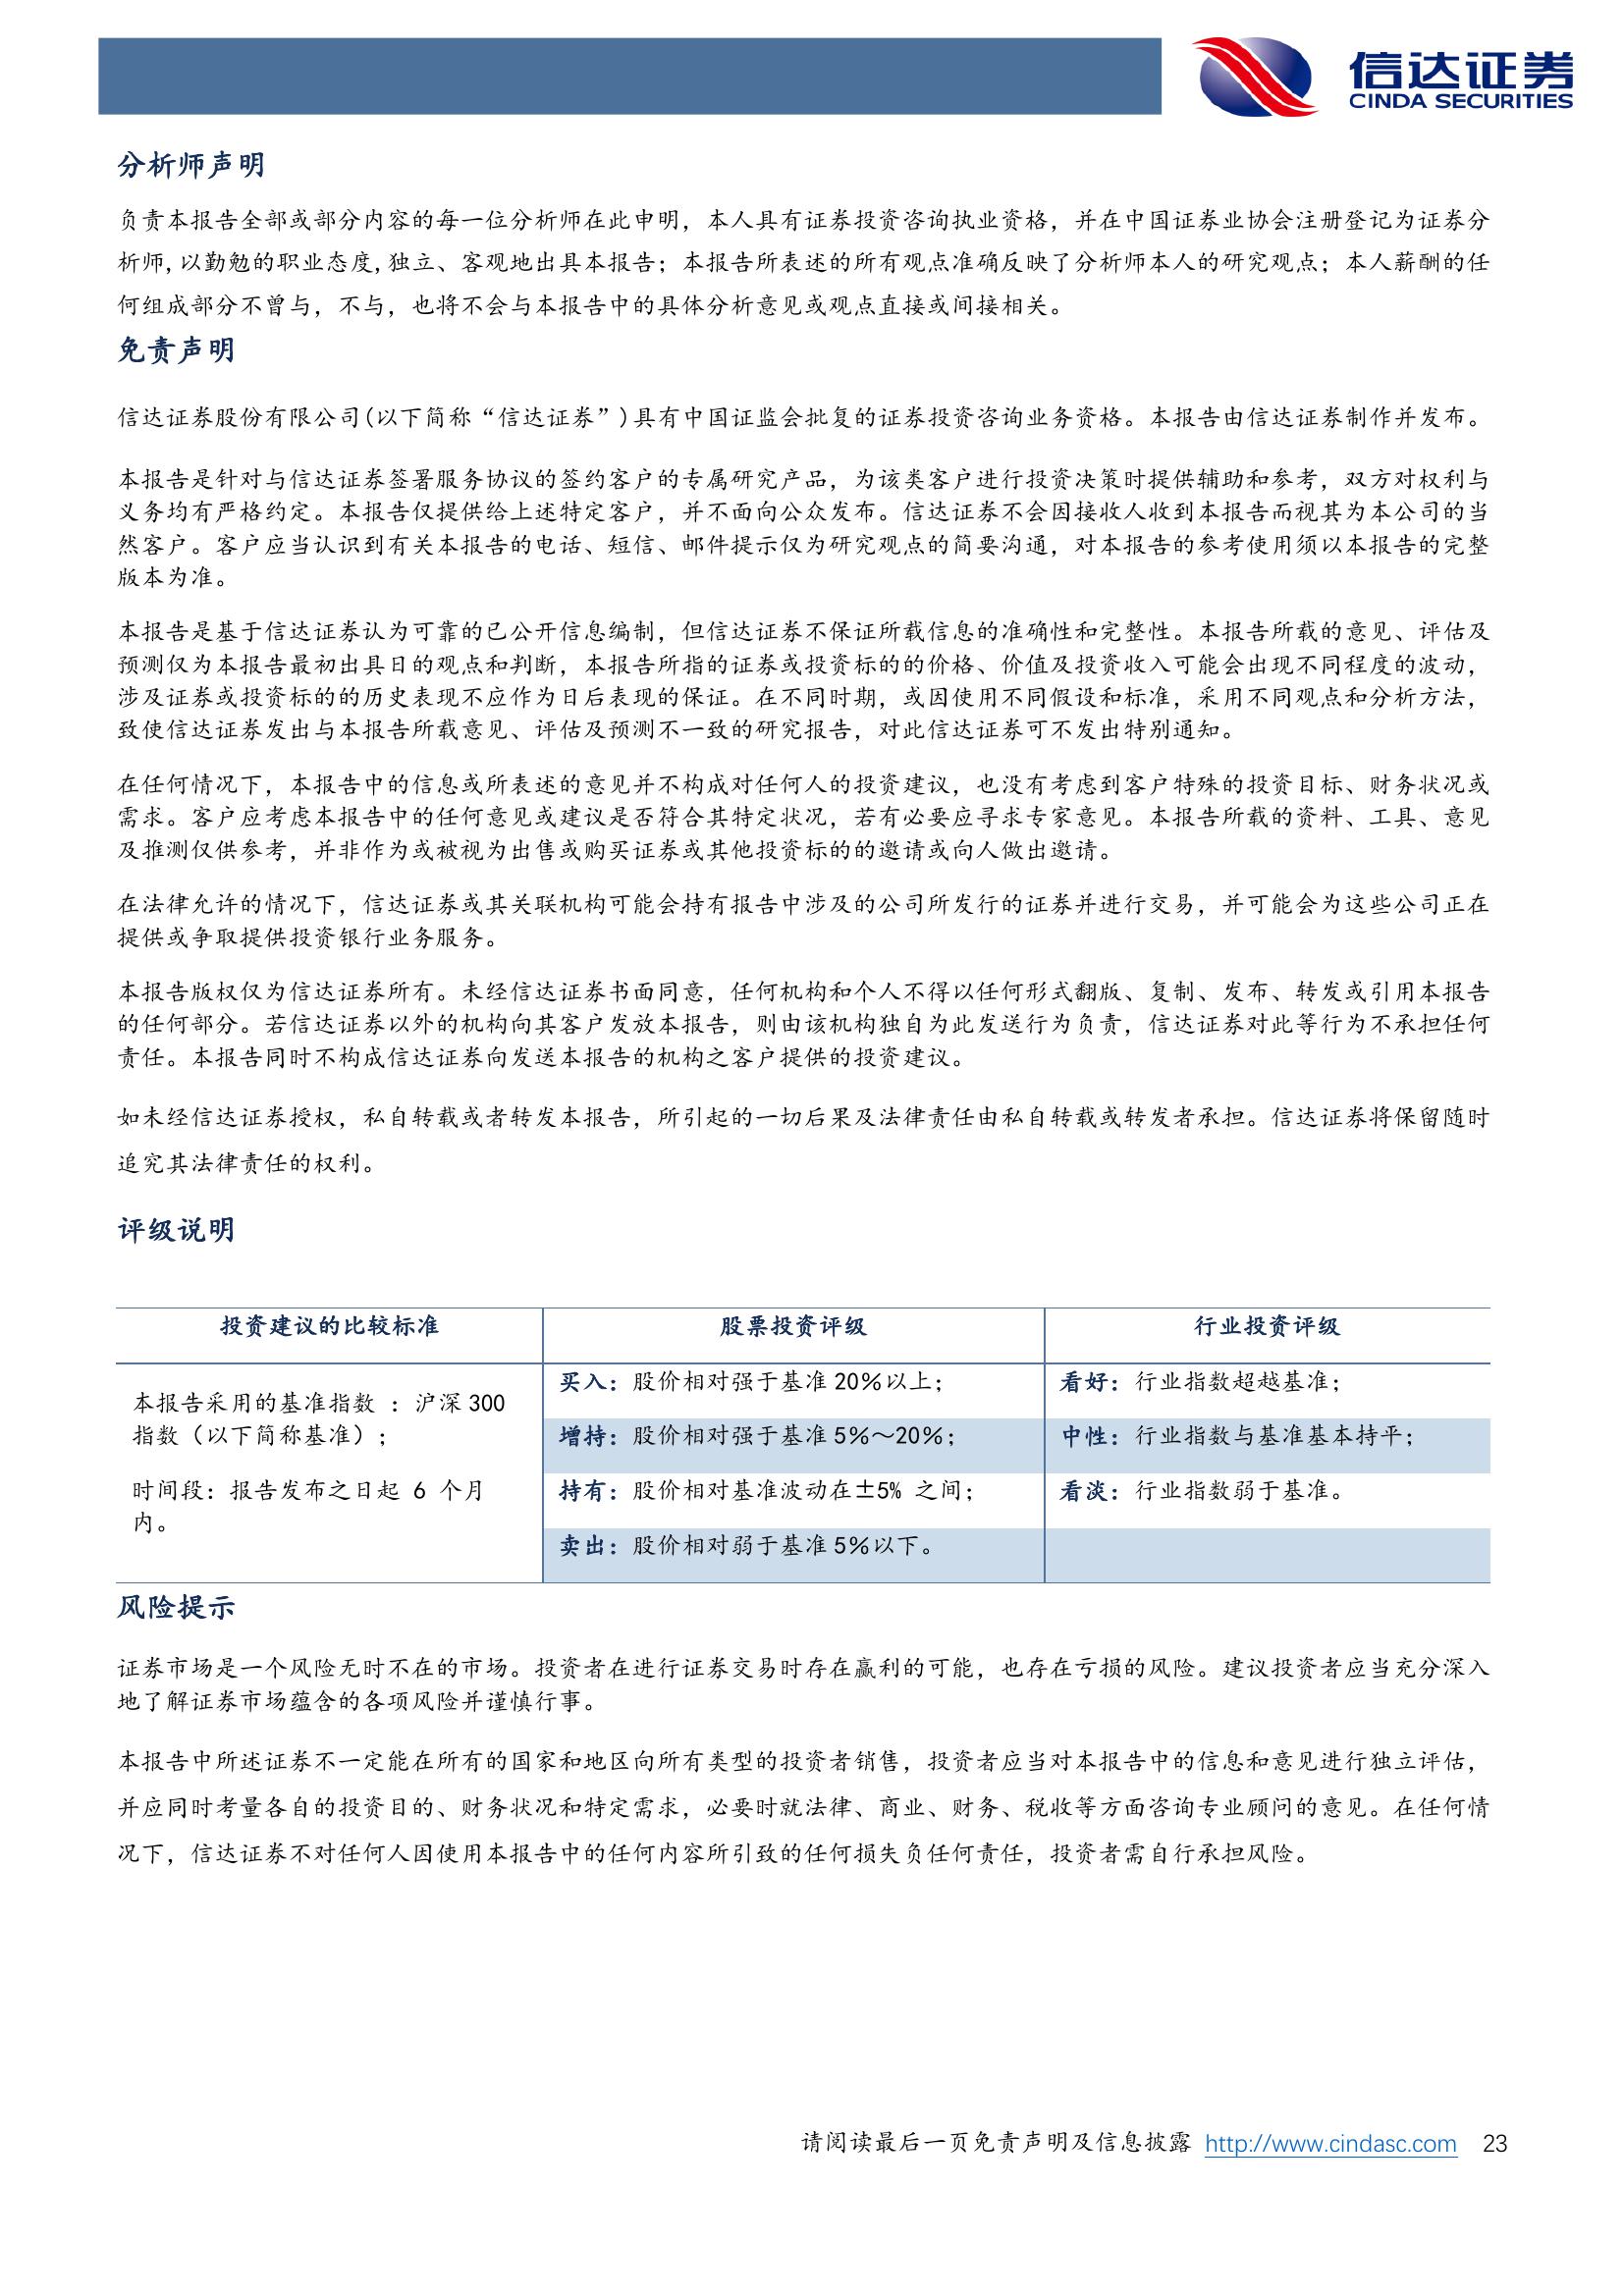 信达证券
CINDA SECURITIES
分析师声明
负责本报告全部或部分内容的每一位分析师在此申明，本人具有证券投资咨询执业资格，并在中国证券业协会注册登记为证券分
析师,以勤勉的职业态度,独立、客观地出具本报告；本报告所表述的所有观点准确反映了分析师本人的研究观点；本人薪酬的任
何组成部分不曾与，不与，也将不会与本报告中的具体分析意见或观点直接或间接相关。
免责声明
信达证券股份有限公司(以下简称“信达证券”)具有中国证监会批复的证券投资咨询业务资格。本报告由信达证券制作并发布。
本报告是针对与信达证券签署服务协议的签约客户的专属研究产品，为该类客户进行投资决策时提供辅助和参考，双方对权利与
义务均有严格约定。本报告仅提供给上述特定客户，并不面向公众发布。信达证券不会因接收人收到本报告而视其为本公司的当
然客户。客户应当认识到有关本报告的电话、短信、邮件提示仅为研究观点的简要沟通，对本报告的参考使用须以本报告的完整
版本为准。
本报告是基于信达证券认为可靠的已公开信息编制，但信达证券不保证所载信息的准确性和完整性。本报告所载的意见、评估及
预测仅为本报告最初出具日的观点和判断，本报告所指的证券或投资标的的价格、价值及投资收入可能会出现不同程度的波动，
涉及证券或投资标的的历史表现不应作为日后表现的保证。在不同时期，或因使用不同假设和标准，采用不同观点和分析方法，
致使信达证券发出与本报告所载意见、评估及预测不一致的研究报告，对此信达证券可不发出特别通知。
在任何情况下，本报告中的信息或所表述的意见并不构成对任何人的投资建议，也没有考虑到客户特殊的投资目标、财务状况或
需求。客户应考虑本报告中的任何意见或建议是否符合其特定状况，若有必要应寻求专家意见。本报告所载的资料、工具、意见
及推测仅供参考，并非作为或被视为出售或购买证券或其他投资标的的邀请或向人做出邀请。
在法律允许的情况下，信达证券或其关联机构可能会持有报告中涉及的公司所发行的证券并进行交易，并可能会为这些公司正在
提供或争取提供投资银行业务服务。
本报告版权仅为信达证券所有。未经信达证券书面同意，任何机构和个人不得以任何形式翻版、复制、发布、转发或引用本报告
的任何部分。若信达证券以外的机构向其客户发放本报告，则由该机构独自为此发送行为负责，信达证券对此等行为不承担任何
责任。本报告同时不构成信达证券向发送本报告的机构之客户提供的投资建议。
如未经信达证券授权，私自转载或者转发本报告，所引起的一切后果及法律责任由私自转载或转发者承担。信达证券将保留随时
追究其法律责任的权利。
评级说明
投资建议的比较标准 股票投资评级 行业投资评级
本报告采用的基准指数 ：沪深 300
指数（以下简称基准）；
时间段：报告发布之日起 6 个月
内。
买入：股价相对强于基准 20％以上；
增持：股价相对强于基准 5％～20％；
持有：股价相对基准波动在±5% 之间；
卖出：股价相对弱于基准 5％以下。
看好：行业指数超越基准；
中性：行业指数与基准基本持平；
看淡：行业指数弱于基准。
风险提示
证券市场是一个风险无时不在的市场。投资者在进行证券交易时存在赢利的可能，也存在亏损的风险。建议投资者应当充分深入
地了解证券市场蕴含的各项风险并谨慎行事。
本报告中所述证券不一定能在所有的国家和地区向所有类型的投资者销售，投资者应当对本报告中的信息和意见进行独立评估，
并应同时考量各自的投资目的、财务状况和特定需求，必要时就法律、商业、财务、税收等方面咨询专业顾问的意见。在任何情
况下，信达证券不对任何人因使用本报告中的任何内容所引致的任何损失负任何责任，投资者需自行承担风险。
请阅读最后一页免责声明及信息披露 http://www.cindasc.com 23